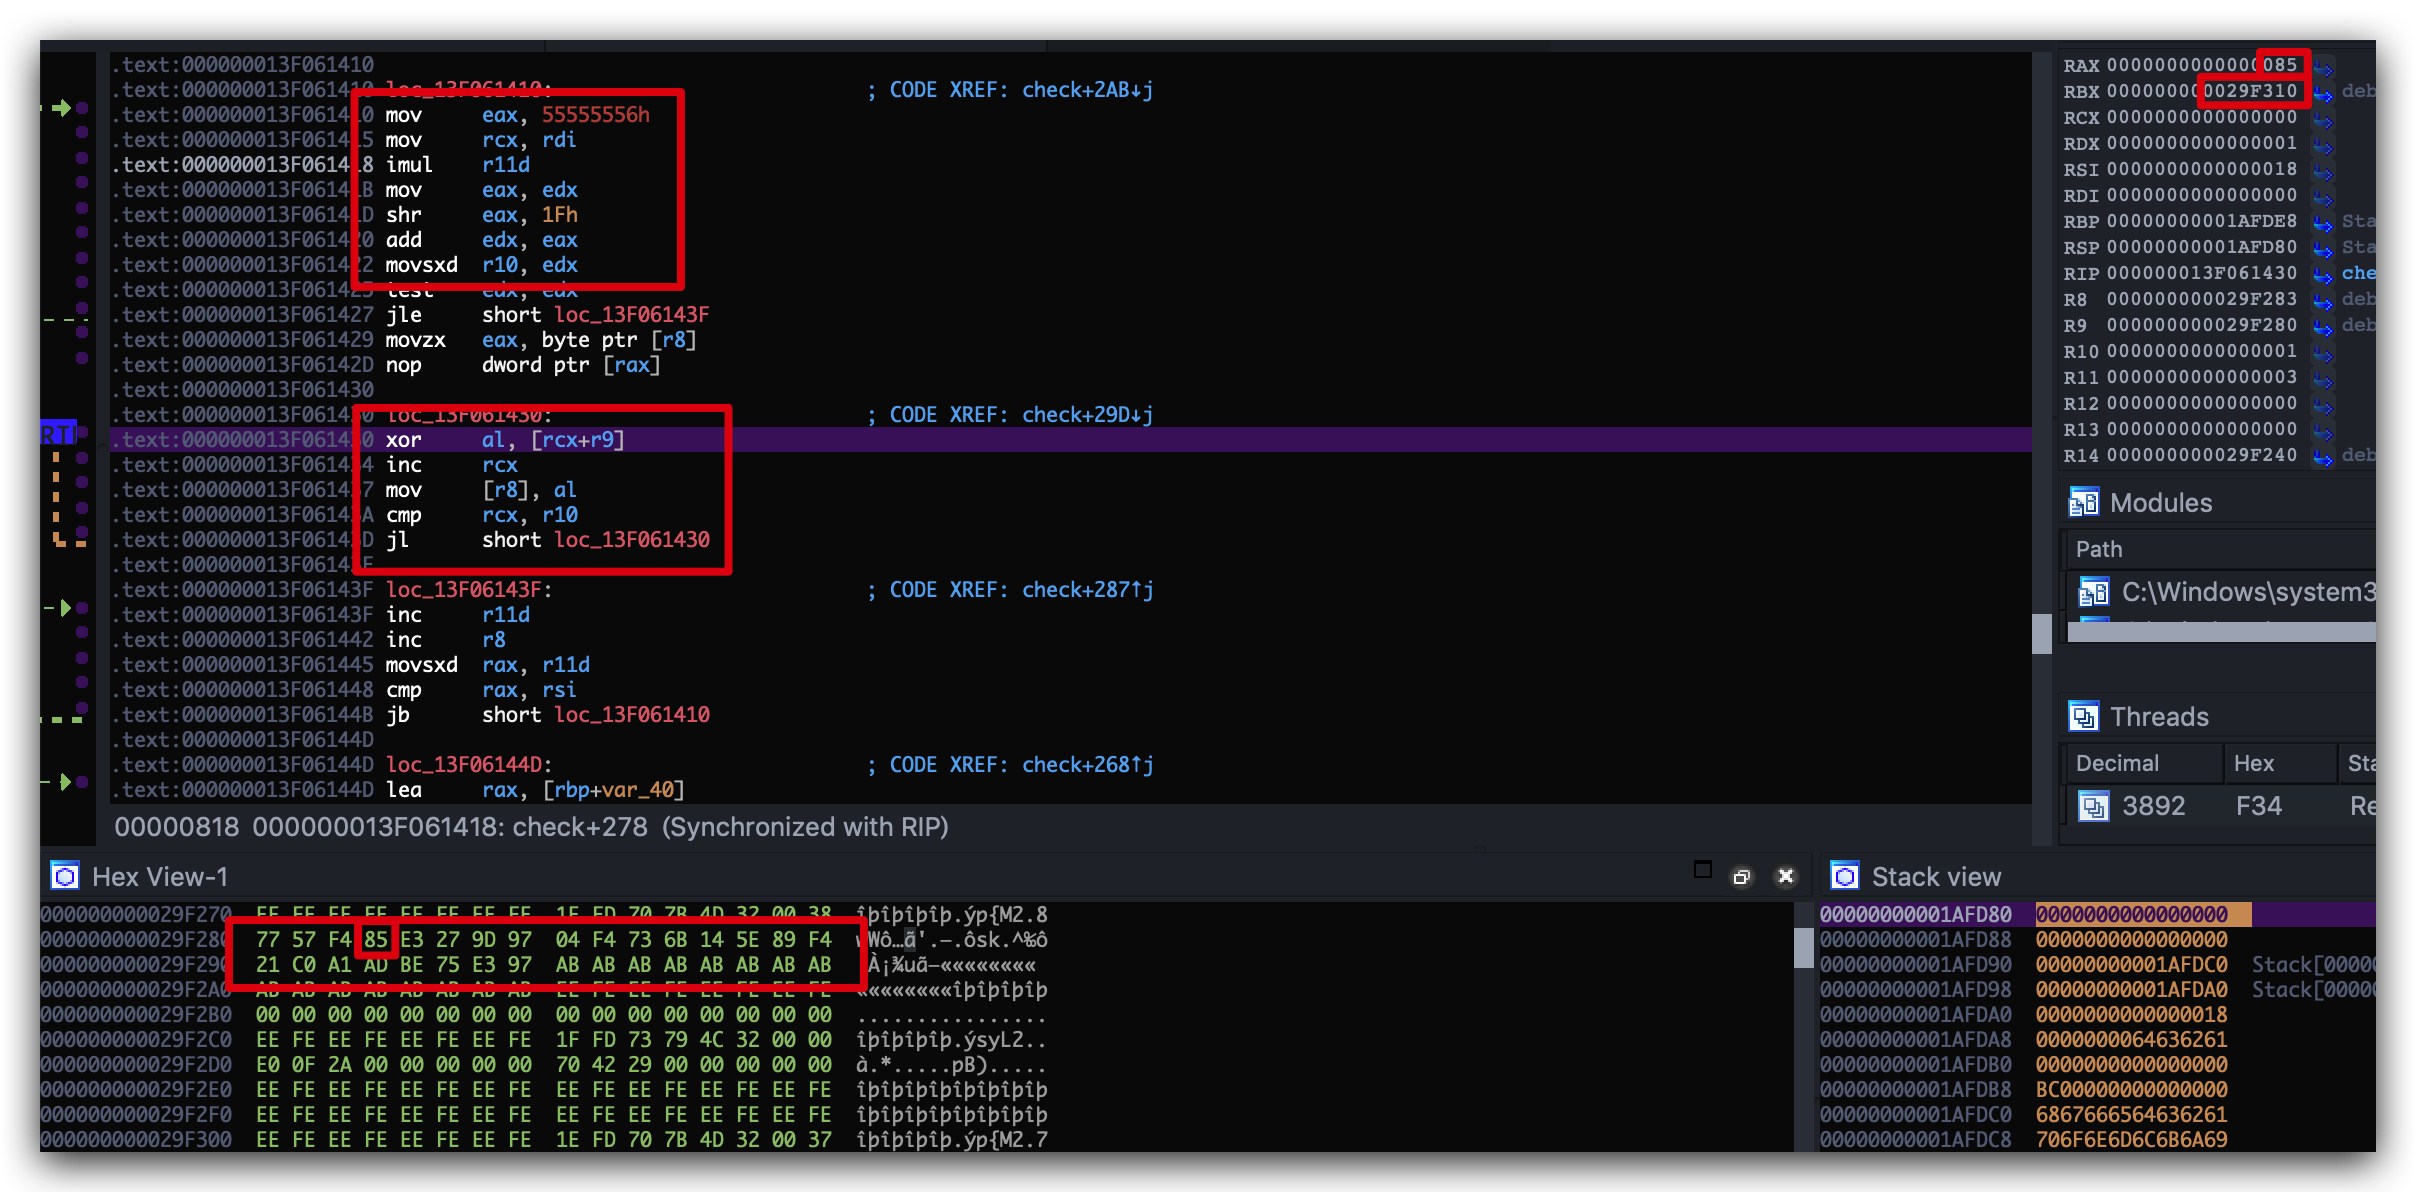 .text:000000013F061410
.text:000000013F061410 loc_13F061410: ; CODE XREF: check+2AB↓j
.text:000000013F061410 mov eax, 55555556h
.text:000000013F061415 mov rcx, rdi
.text:000000013F061418 imul r11d
.text:000000013F06141B mov eax, edx
.text:000000013F06141D shr eax, 1Fh
.text:000000013F061420 add edx, eax
.text:000000013F061422 movsxd r10, edx
.text:000000013F061425 test edx, edx
.text:000000013F061427 jle short loc_13F06143F
.text:000000013F061429 movzx eax, byte ptr [r8]
.text:000000013F06142D nop dword ptr [rax]
.text:000000013F061430
.text:000000013F061430 loc_13F061430: ; CODE XREF: check+29D↓j
.text:000000013F061430 xor al, [rcx+r9]
.text:000000013F061434 inc rcx
.text:000000013F061437 mov [r8], al
.text:000000013F06143A cmp rcx, r10
.text:000000013F06143D jl short loc_13F061430
.text:000000013F06143F
.text:000000013F06143F loc_13F06143F: ; CODE XREF: check+287↑j
.text:000000013F06143F inc r11d
.text:000000013F061442 inc r8
.text:000000013F061445 movsxd rax, r11d
.text:000000013F061448 cmp rax, rsi
.text:000000013F06144B jb short loc_13F061410
.text:000000013F06144D
.text:000000013F06144D loc_13F06144D: ; CODE XREF: check+268↑j
.text:000000013F06144D lea rax, [rbp+var_40]
00000818 000000013F061418: check+278 (Synchronized with RIP)
RAX 0000000000000085
RBX 000000000029F310 deb
RCX 0000000000000000
RDX 0000000000000001
RSI 0000000000000018
RDI 0000000000000000
RBP 00000000001AFDE8 Sta
RSP 00000000001AFD80 Sta
RIP 000000013F061430 che
R8 000000000029F283 deb
R9 000000000029F280 deb
R10 0000000000000001
R11 0000000000000003
R12 0000000000000000
R13 0000000000000000
R14 000000000029F240 deb
Modules
Path
C:\Windows\system3
Threads
Decimal Hex Sta
3892 F34 Re
Hex View-1
000000000029F270 EE FE EE FE EE FE EE FE 1E FD 70 7B 4D 32 00 38 îþîþîþîþ.ýp{M2.8
000000000029F280 77 57 F4 85 E3 27 9D 97 04 F4 73 6B 14 5E 89 F4 wWô…ã'.—.ôsk.^‰ô
000000000029F290 21 C0 A1 AD BE 75 E3 97 AB AB AB AB AB AB AB AB À¡¾uã—««««««««
000000000029F2A0 AB AB AB AB AB AB AB AB EE FE EE FE EE FE EE FE ««««««««îþîþîþîþ
000000000029F2B0 00 00 00 00 00 00 00 00 00 00 00 00 00 00 00 00 ................
000000000029F2C0 EE FE EE FE EE FE EE FE 1F FD 73 79 4C 32 00 00 îþîþîþîþ.ýsyL2..
000000000029F2D0 E0 0F 2A 00 00 00 00 00 70 42 29 00 00 00 00 00 à.*.....pB).....
000000000029F2E0 EE FE EE FE EE FE EE FE EE FE EE FE EE FE EE FE îþîþîþîþîþîþîþîþ
000000000029F2F0 EE FE EE FE EE FE EE FE EE FE EE FE EE FE EE FE îþîþîþîþîþîþîþîþ
000000000029F300 EE FE EE FE EE FE EE FE 1E FD 70 7B 4D 32 00 37 îþîþîþîþ.ýp{M2.7
Stack view
00000000001AFD80 0000000000000000
00000000001AFD88 0000000000000000
00000000001AFD90 00000000001AFDC0 Stack[0000
00000000001AFD98 00000000001AFDA0 Stack[0000
00000000001AFDA0 0000000000000018
00000000001AFDA8 0000000064636261
00000000001AFDB0 0000000000000000
00000000001AFDB8 BC00000000000000
00000000001AFDC0 6867666564636261
00000000001AFDC8 706F6E6D6C6B6A69